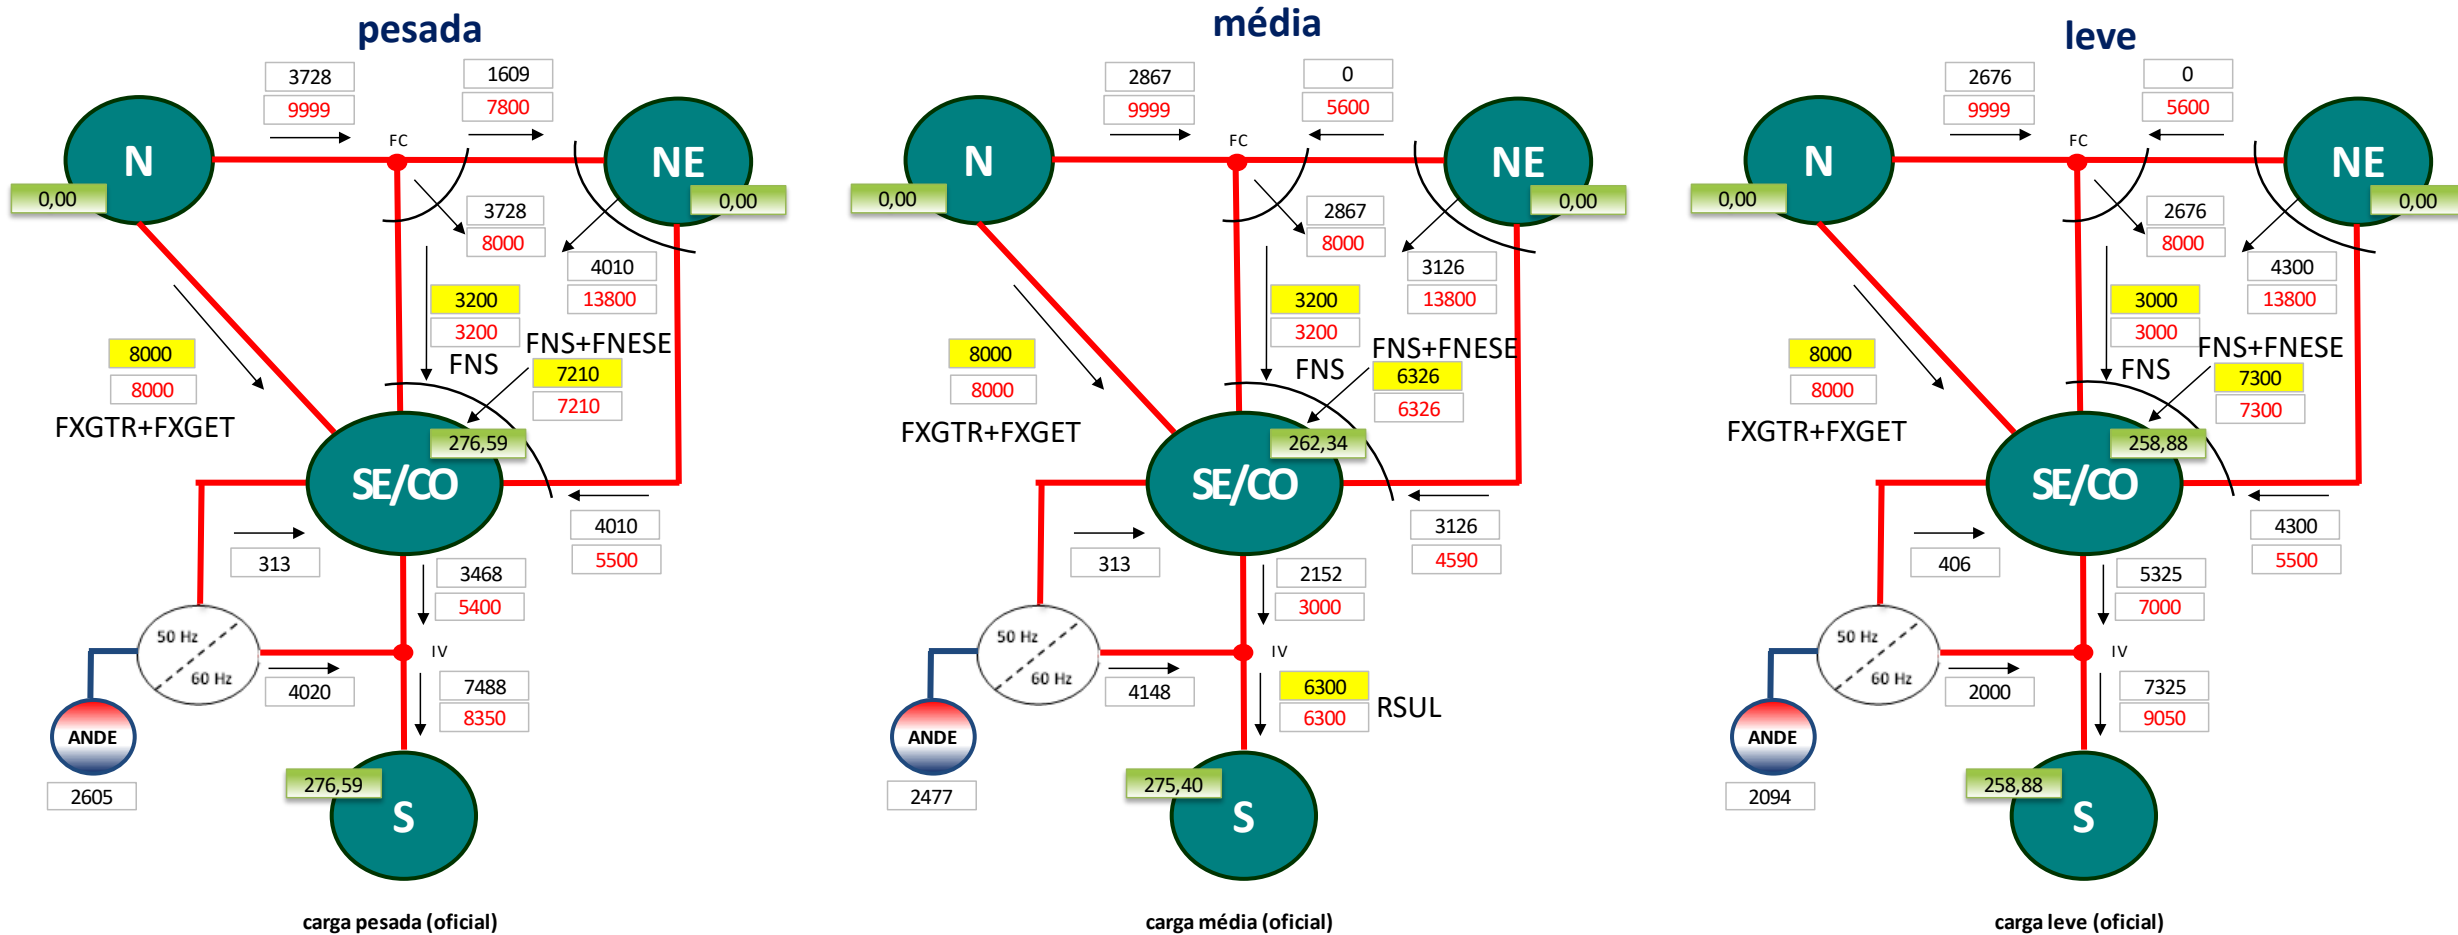 pesada
3728
9999
1609
7800
FC
N
NE
0,00
0,00
3728
8000
4010
13800
3200
3200
FNS
FNS+FNESE
7210
7210
8000
8000
FXGTR+FXGET
276,59
SE/CO
4010
5500
313
3468
5400
50 Hz
60 Hz
IV
4020
7488
8350
ANDE
2605
276,59
S
carga pesada (oficial)
média
2867
9999
0
5600
FC
N
NE
0,00
0,00
2867
8000
3126
13800
3200
3200
FNS
FNS+FNESE
6326
6326
8000
8000
FXGTR+FXGET
262,34
SE/CO
3126
4590
313
2152
3000
50 Hz
60 Hz
IV
4148
6300
6300
RSUL
ANDE
2477
275,40
S
carga média (oficial)
leve
2676
9999
0
5600
FC
N
NE
0,00
0,00
2676
8000
4300
13800
3000
3000
FNS
FNS+FNESE
7300
7300
8000
8000
FXGTR+FXGET
258,88
SE/CO
4300
5500
406
5325
7000
50 Hz
60 Hz
IV
2000
7325
9050
ANDE
2094
258,88
S
carga leve (oficial)